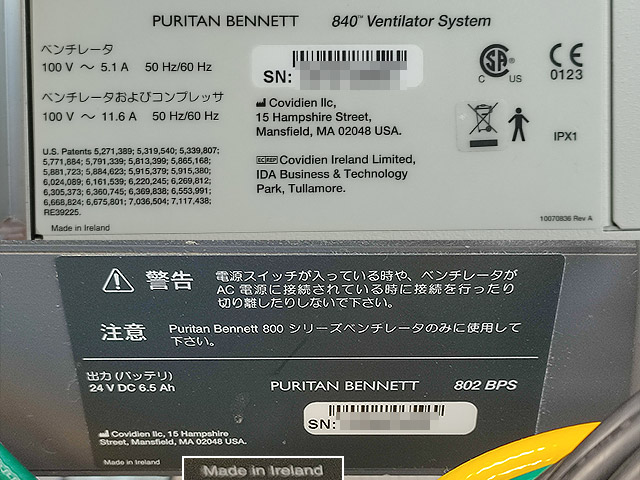 PURITAN BENNETT 840™ Ventilator System
ベンチレータ
100 V ～ 5.1 A 50 Hz/60 Hz
ベンチレータおよびコンプレッサ
100 V ～ 11.6 A 50 Hz/60 Hz
U.S. Patents 5,271,389; 5,319,540; 5,339,807;
5,771,884; 5,791,339; 5,813,399; 5,865,168;
5,881,723; 5,884,623; 5,915,379; 5,915,380;
6,024,089; 6,161,539; 6,220,245; 6,269,812;
6,305,373; 6,360,745; 6,369,838; 6,553,991;
6,668,824; 6,675,801; 7,036,504; 7,117,438;
RE39225.
Made in Ireland
SN:
Covidien llc,
15 Hampshire Street,
Mansfield, MA 02048 USA.
EC REP Covidien Ireland Limited,
IDA Business & Technology
Park, Tullamore.
SA ®
C US
CE
0123
IPX1
10070836 Rev A
警告 電源スイッチが入っている時や、ベンチレータが
AC 電源に接続されている時に接続を行ったり
切り離したりしないで下さい。
注意 Puritan Bennett 800 シリーズベンチレータのみに使用して
下さい。
出力 (バッテリ)
24 V DC 6.5 Ah
PURITAN BENNETT 802 BPS
SN:
Covidien llc, 15 Hampshire
Street, Mansfield, MA 02048 USA.
Made in Ireland
Made in Ireland